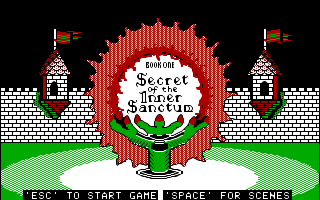 BOOK ONE
Secret
of the
Inner
Sanctum
'ESC' TO START GAME 'SPACE' FOR SCENES